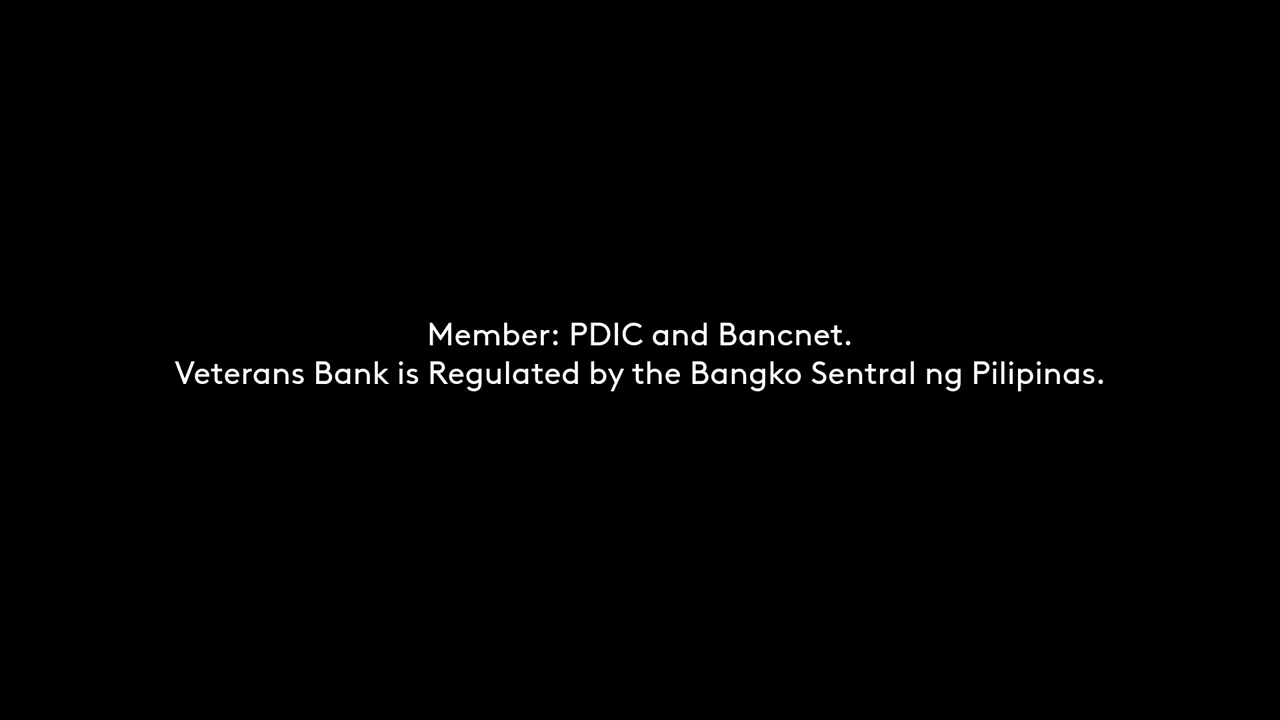 Member: PDIC and Bancnet.
Veterans Bank is Regulated by the Bangko Sentral ng Pilipinas.